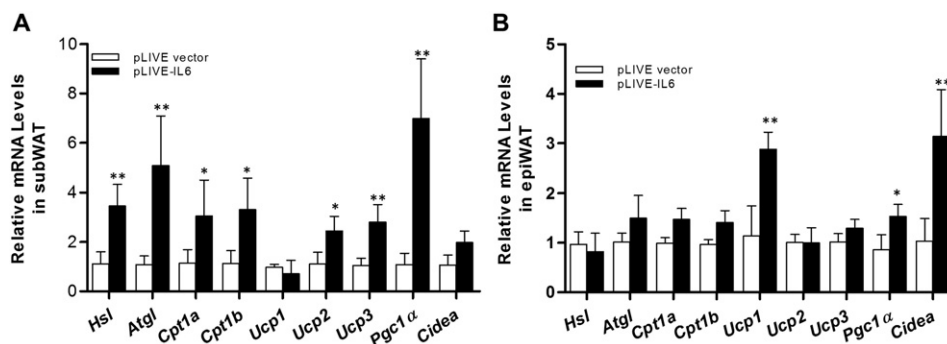 A
Relative mRNA Levels
in subWAT
10
8
6
4
2
0
pLIVE vector
pLIVE-IL6
**
**
*
*
*
**
**
Hsl
Atgl
Cpt1a
Cpt1b
Ucp1
Ucp2
Ucp3
Pgc1α
Cidea
B
Relative mRNA Levels
in epiWAT
5
4
3
2
1
0
pLIVE vector
pLIVE-IL6
**
*
**
Hsl
Atgl
Cpt1a
Cpt1b
Ucp1
Ucp2
Ucp3
Pgc1α
Cidea